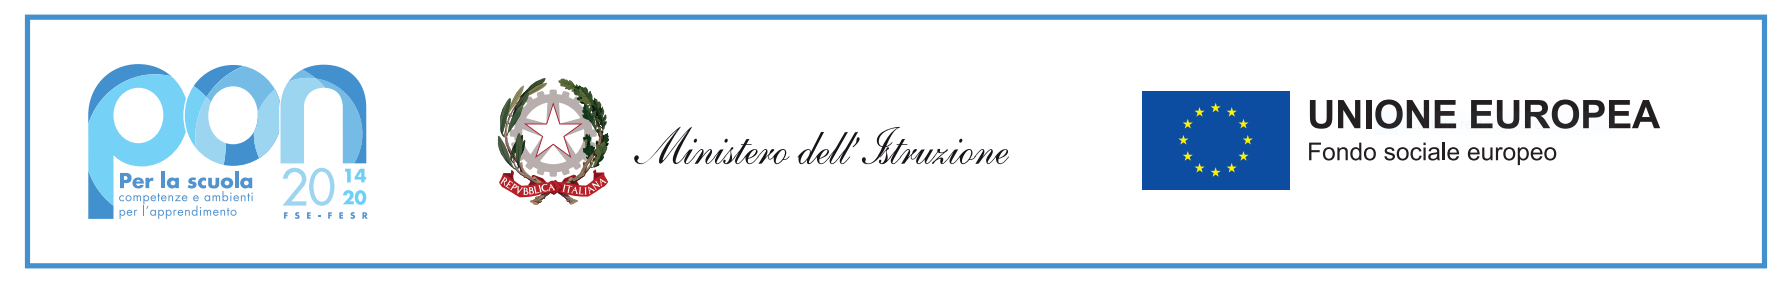 pon
Per la scuola
competenze e ambienti
per l'apprendimento
20 14
20
FSE-FESR
REPVBBLICA ITALIANA
Ministero dell'Istruzione
UNIONE EUROPEA
Fondo sociale europeo